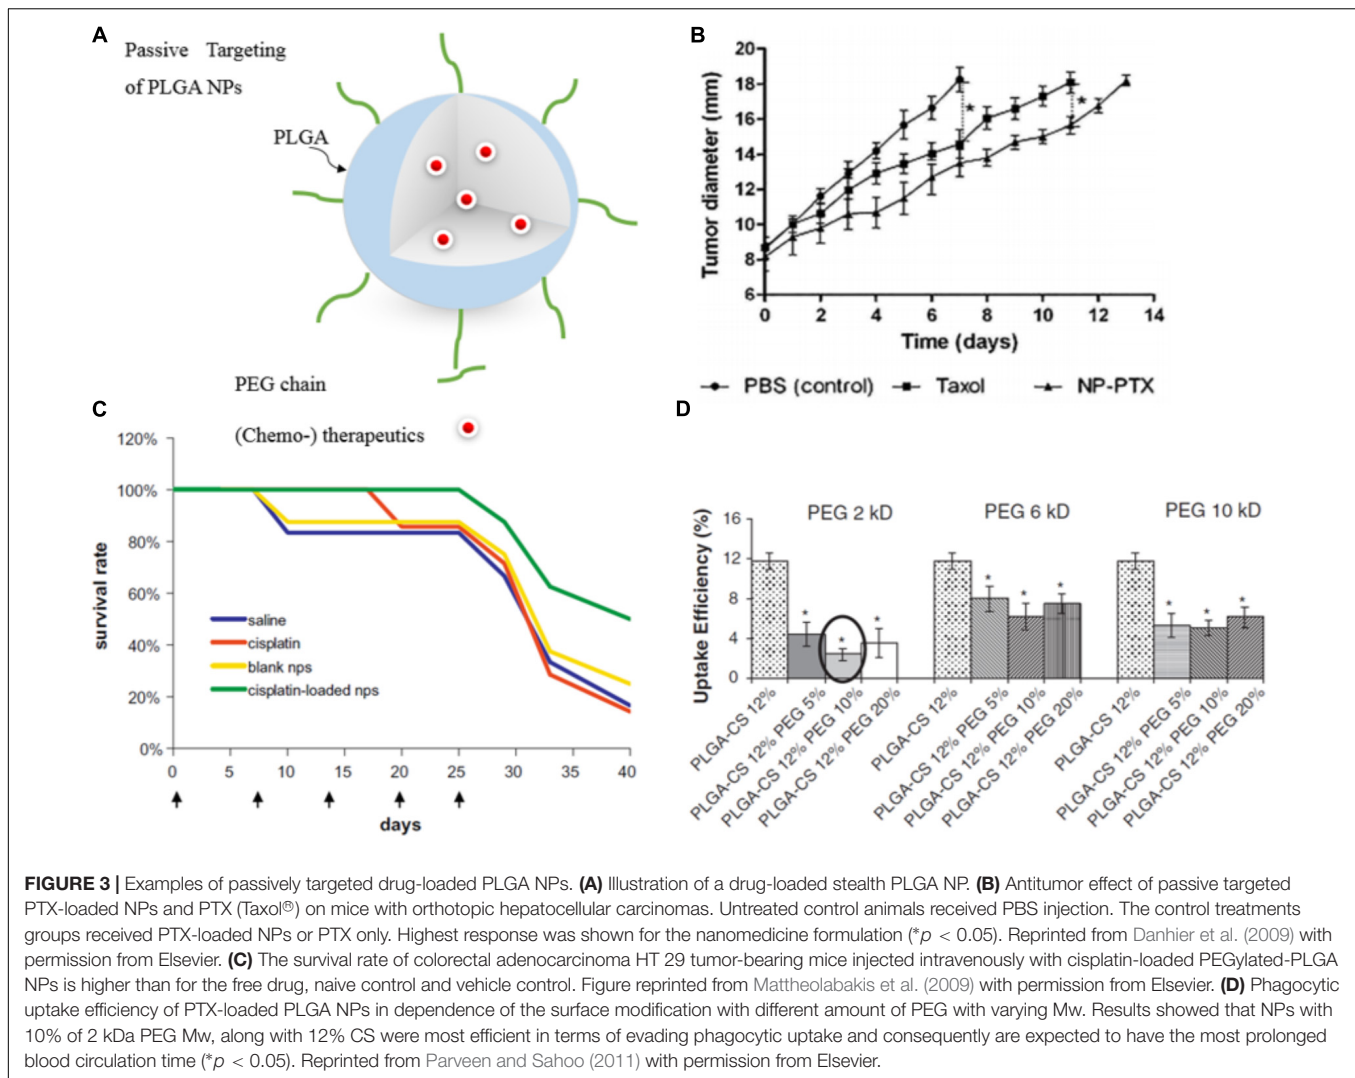 A
Passive Targeting
of PLGA NPs
PLGA
PEG chain
(Chemo-) therapeutics
B
Tumor diameter (mm)
20
18
16
14
12
10
8
6
0 2 4 6 8 10 12 14
*
*
Time (days)
PBS (control) Taxol NP-PTX
C
survival rate
120%
100%
80%
60%
40%
20%
0%
saline
cisplatin
blank nps
cisplatin-loaded nps
0 5 10 15 20 25 30 35 40
days
D
Uptake Efficiency (%)
16
12
8
4
0
PEG 2 kD PEG 6 kD PEG 10 kD
* * *
* * *
* * *
PLGA-CS 12%
PLGA-CS 12% PEG 5%
PLGA-CS 12% PEG 10%
PLGA-CS 12% PEG 20%
PLGA-CS 12%
PLGA-CS 12% PEG 5%
PLGA-CS 12% PEG 10%
PLGA-CS 12% PEG 20%
PLGA-CS 12%
PLGA-CS 12% PEG 5%
PLGA-CS 12% PEG 10%
PLGA-CS 12% PEG 20%
FIGURE 3 | Examples of passively targeted drug-loaded PLGA NPs. (A) Illustration of a drug-loaded stealth PLGA NP. (B) Antitumor effect of passive targeted
PTX-loaded NPs and PTX (Taxol®) on mice with orthotopic hepatocellular carcinomas. Untreated control animals received PBS injection. The control treatments
groups received PTX-loaded NPs or PTX only. Highest response was shown for the nanomedicine formulation (*p < 0.05). Reprinted from Danhier et al. (2009) with
permission from Elsevier. (C) The survival rate of colorectal adenocarcinoma HT 29 tumor-bearing mice injected intravenously with cisplatin-loaded PEGylated-PLGA
NPs is higher than for the free drug, naive control and vehicle control. Figure reprinted from Mattheolabakis et al. (2009) with permission from Elsevier. (D) Phagocytic
uptake efficiency of PTX-loaded PLGA NPs in dependence of the surface modification with different amount of PEG with varying Mw. Results showed that NPs with
10% of 2 kDa PEG Mw, along with 12% CS were most efficient in terms of evading phagocytic uptake and consequently are expected to have the most prolonged
blood circulation time (*p < 0.05). Reprinted from Parveen and Sahoo (2011) with permission from Elsevier.